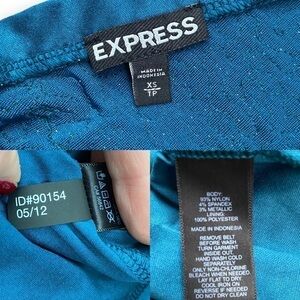 EXPRESS
MADE IN
INDONESIA
XS
TP
ID#90154
05/12
BODY:
93% NYLON
4% SPANDEX
3% METALLIC
LINING:
100% POLYESTER
MADE IN INDONESIA
REMOVE BELT
BEFORE WASH
TURN GARMENT
INSIDE OUT.
HAND WASH COLD
SEPARATELY
ONLY NON-CHLORINE
BLEACH WHEN NEEDED.
LAY FLAT TO DRY.
COOL IRON ON
REVERSE IF NEEDED
DO NOT DRY CLEAN